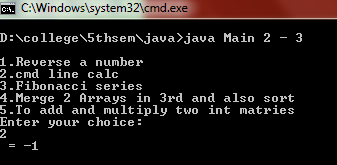 C:\Windows\system32\cmd.exe
D:\college\5thsem\java>java Main 2 - 3
1.Reverse a number
2.cmd line calc
3.Fibonacci series
4.Merge 2 Arrays in 3rd and also sort
5.To add and multiply two int matries
Enter your choice:
2
= -1